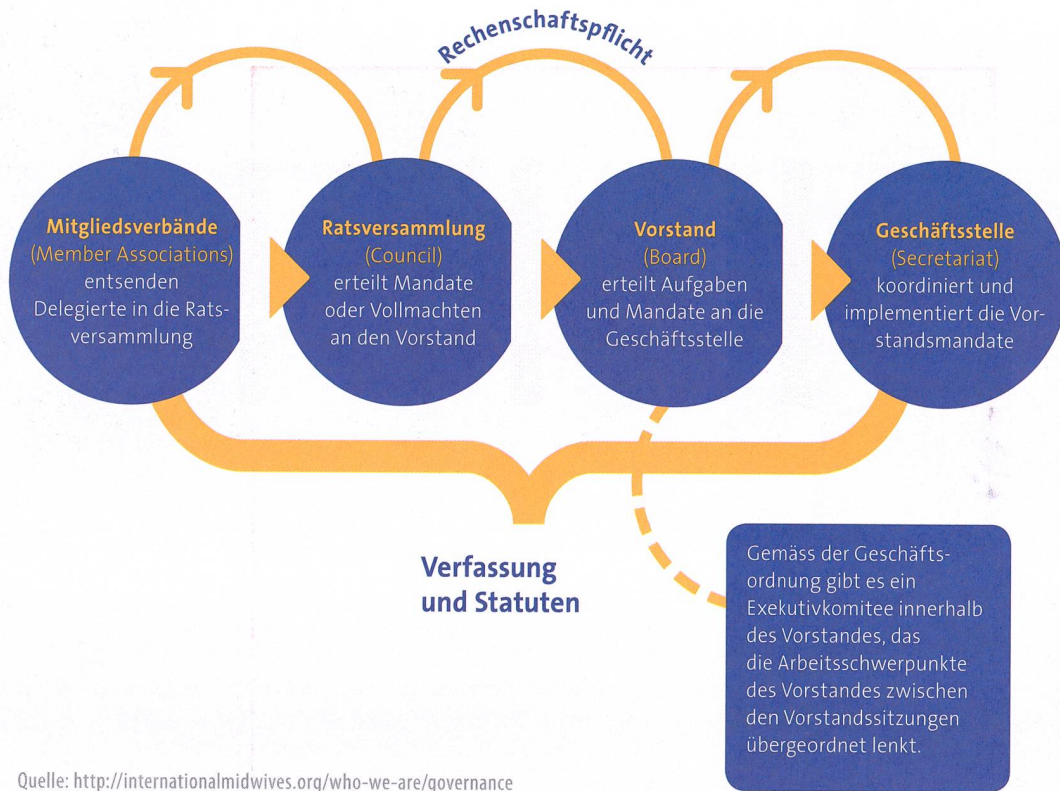 Rechenschaftspflicht
Mitgliedsverbände
(Member Associations)
entsenden
Delegierte in die Rats-
versammlung
Ratsversammlung
(Council)
erteilt Mandate
oder Vollmachten
an den Vorstand
Vorstand
(Board)
erteilt Aufgaben
und Mandate an die
Geschäftsstelle
Geschäftsstelle
(Secretariat)
koordiniert und
implementiert die Vor-
standsmandate
Verfassung
und Statuten
Gemäss der Geschäfts-
ordnung gibt es ein
Exekutivkomitee innerhalb
des Vorstandes, das
die Arbeitsschwerpunkte
des Vorstandes zwischen
den Vorstandssitzungen
übergeordnet lenkt.
Quelle: http://internationalmidwives.org/who-we-are/governance